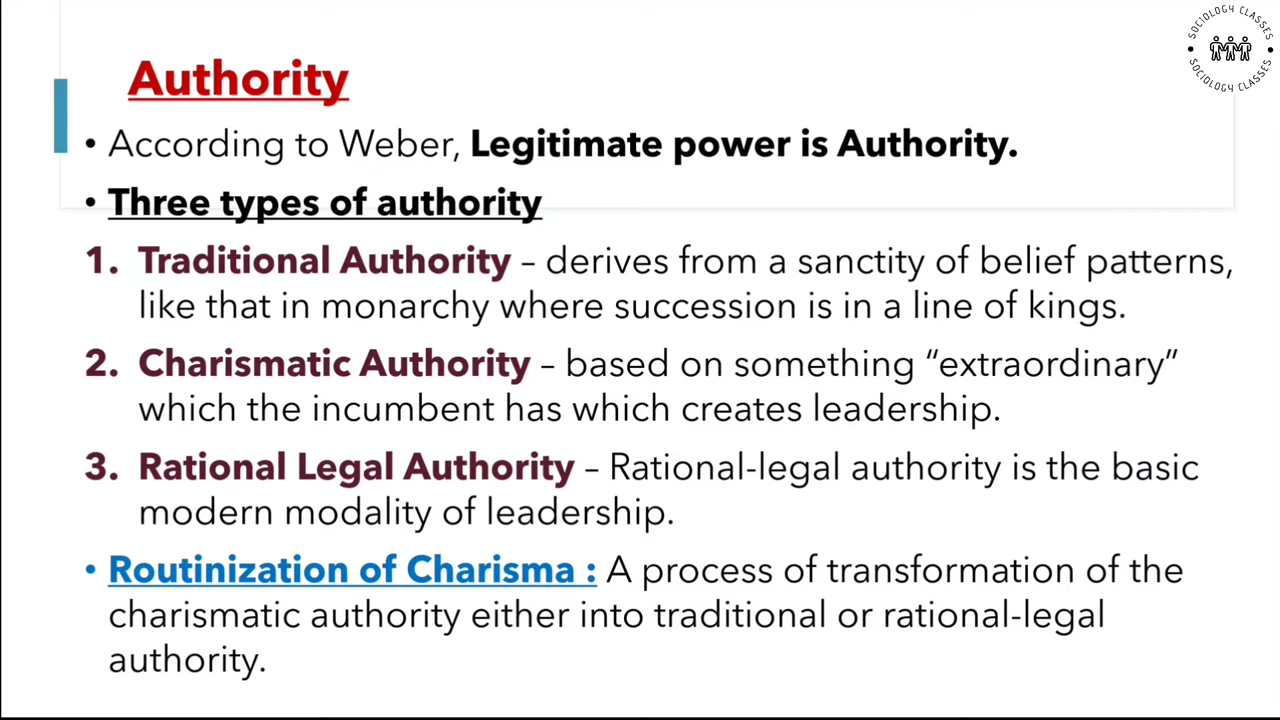 SOCIOLOGY CLASSES
SOCIOLOGY CLASSES
Authority
• According to Weber, Legitimate power is Authority.
• Three types of authority
1. Traditional Authority – derives from a sanctity of belief patterns,
like that in monarchy where succession is in a line of kings.
2. Charismatic Authority – based on something “extraordinary”
which the incumbent has which creates leadership.
3. Rational Legal Authority – Rational-legal authority is the basic
modern modality of leadership.
• Routinization of Charisma : A process of transformation of the
charismatic authority either into traditional or rational-legal
authority.